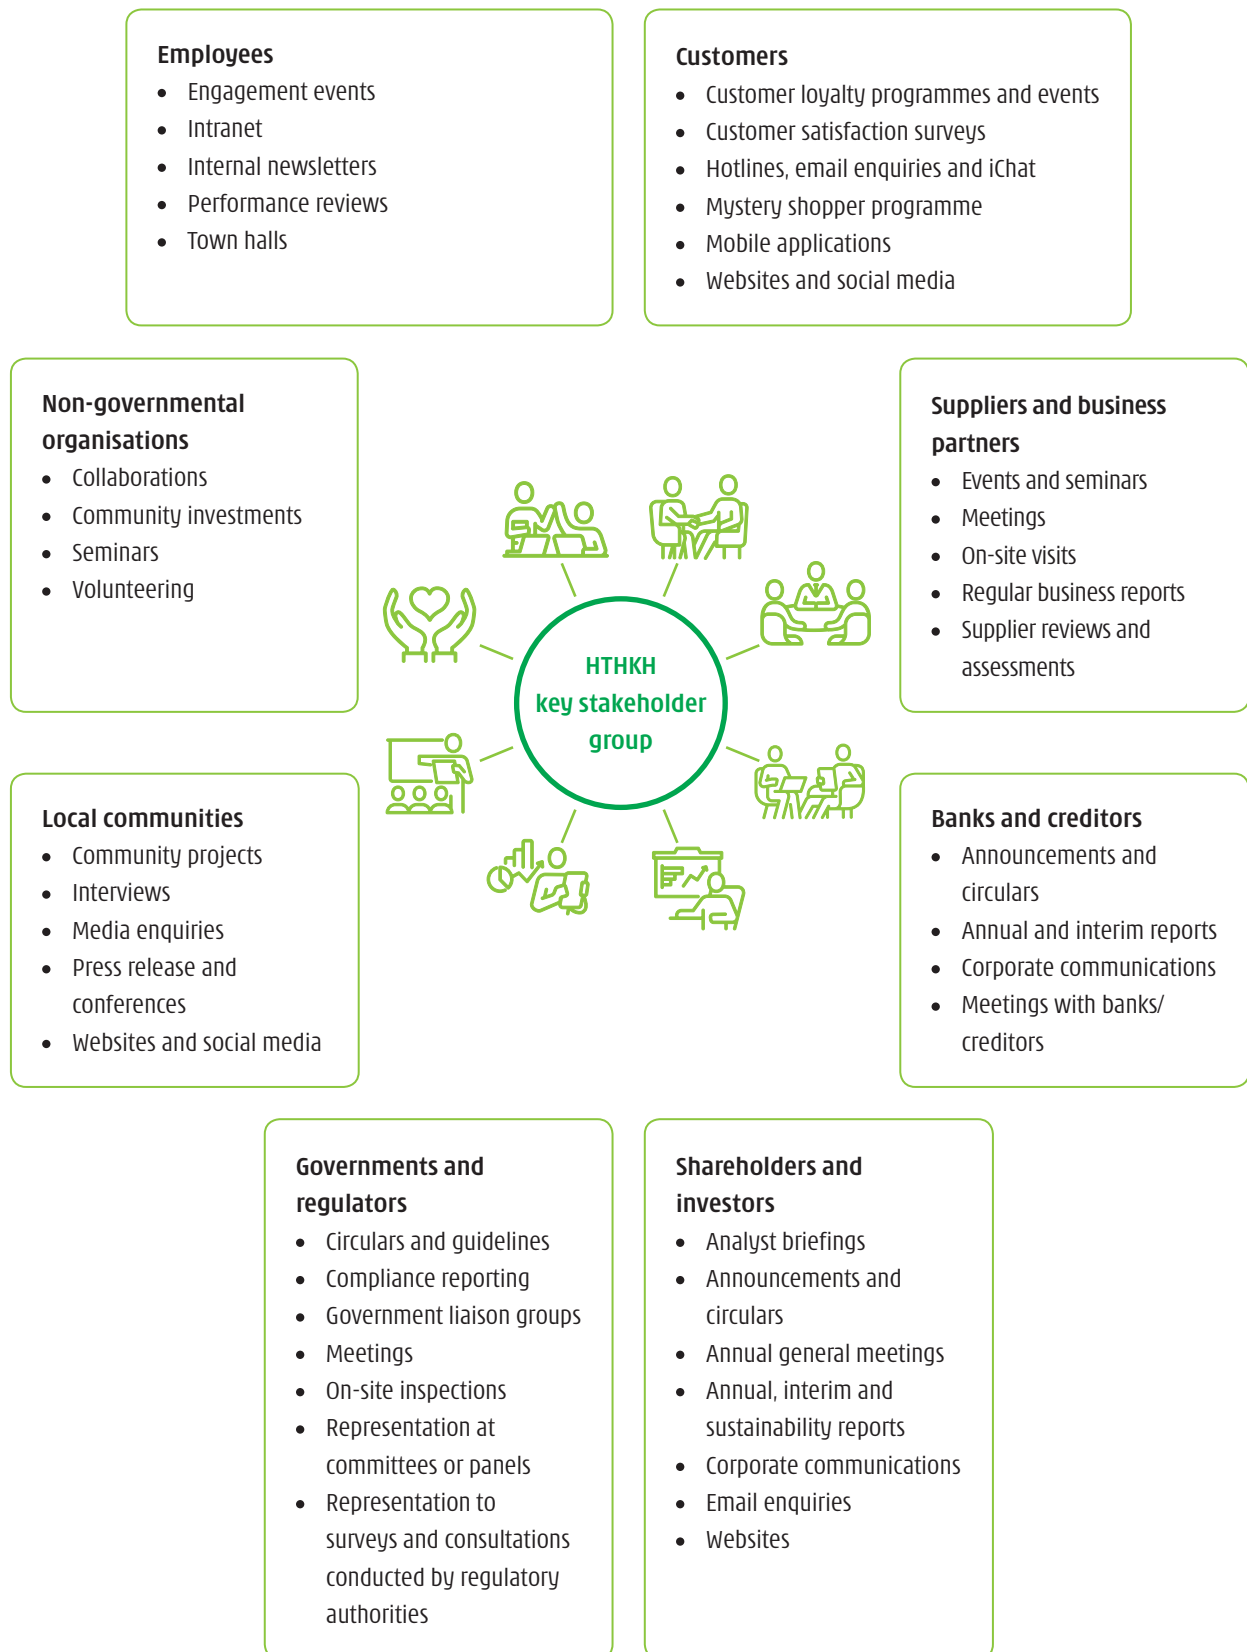 Employees
• Engagement events
• Intranet
• Internal newsletters
• Performance reviews
• Town halls
Customers
• Customer loyalty programmes and events
• Customer satisfaction surveys
• Hotlines, email enquiries and iChat
• Mystery shopper programme
• Mobile applications
• Websites and social media
Non-governmental
organisations
• Collaborations
• Community investments
• Seminars
• Volunteering
Suppliers and business
partners
• Events and seminars
• Meetings
• On-site visits
• Regular business reports
• Supplier reviews and
assessments
HTHKH
key stakeholder
group
Local communities
• Community projects
• Interviews
• Media enquiries
• Press release and
conferences
• Websites and social media
Banks and creditors
• Announcements and
circulars
• Annual and interim reports
• Corporate communications
• Meetings with banks/
creditors
Governments and
regulators
• Circulars and guidelines
• Compliance reporting
• Government liaison groups
• Meetings
• On-site inspections
• Representation at
committees or panels
• Representation to
surveys and consultations
conducted by regulatory
authorities
Shareholders and
investors
• Analyst briefings
• Announcements and
circulars
• Annual general meetings
• Annual, interim and
sustainability reports
• Corporate communications
• Email enquiries
• Websites